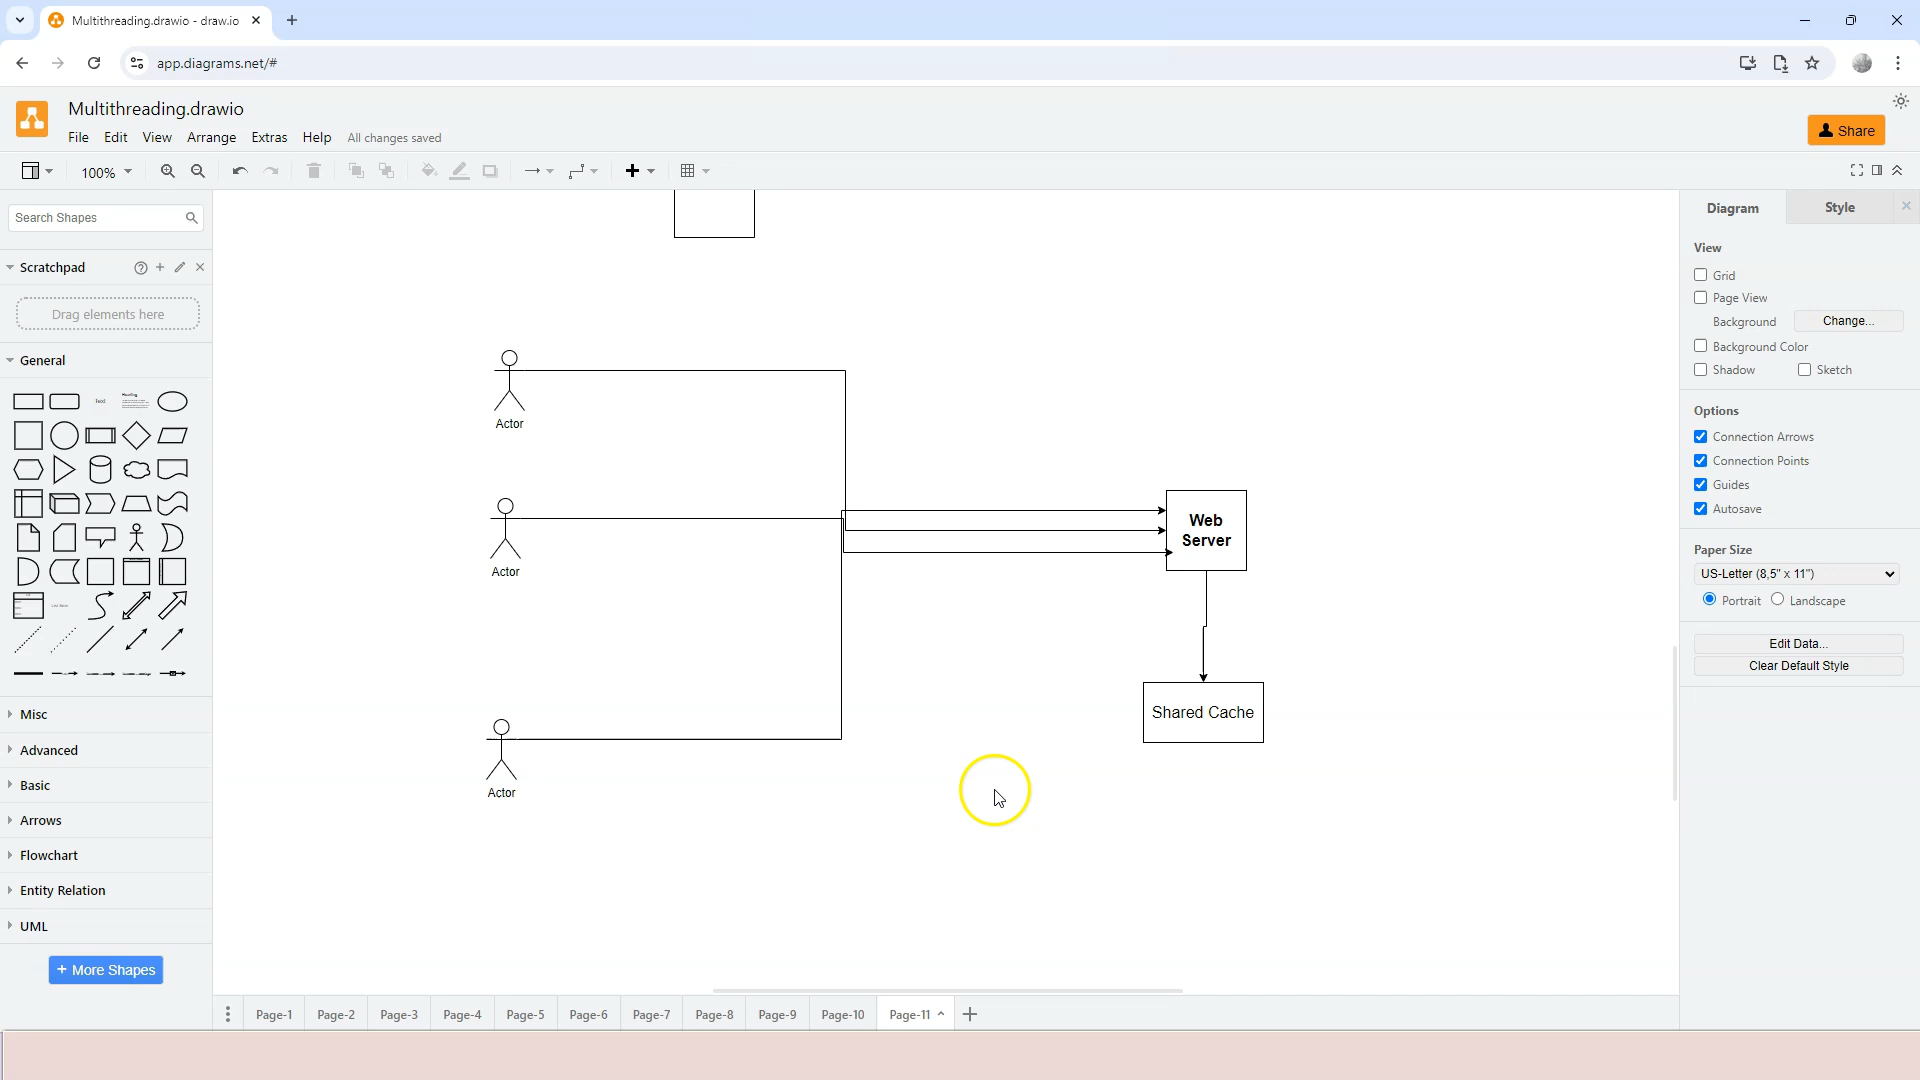 Multithreading.drawio - draw.io
app.diagrams.net/#
Multithreading.drawio
File Edit View Arrange Extras Help All changes saved
Share
100%
Search Shapes
Scratchpad
Drag elements here
General
Text
Heading
Misc
Advanced
Basic
Arrows
Flowchart
Entity Relation
UML
+ More Shapes
Actor
Actor
Actor
Web
Server
Shared Cache
Page-1 Page-2 Page-3 Page-4 Page-5 Page-6 Page-7 Page-8 Page-9 Page-10 Page-11
Diagram Style
View
Grid
Page View
Background Change...
Background Color
Shadow Sketch
Options
Connection Arrows
Connection Points
Guides
Autosave
Paper Size
US-Letter (8,5" x 11")
Portrait Landscape
Edit Data...
Clear Default Style